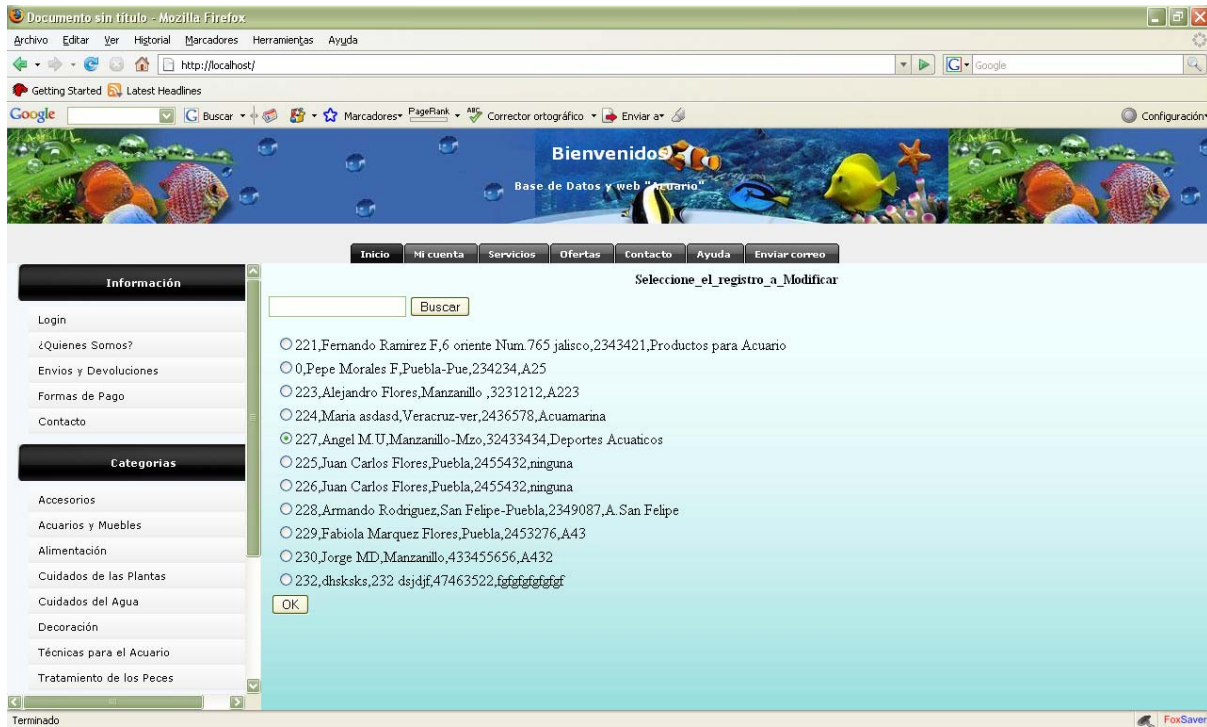 Documento sin título - Mozilla Firefox
Archivo Editar Ver Historial Marcadores Herramientas Ayuda
http://localhost/
Google
Getting Started Latest Headlines
Google Buscar Marcadores PageRank ABC Corrector ortográfico Enviar a Configuración
Bienvenidos
Base de Datos y web "Acuario"
Inicio Mi cuenta Servicios Ofertas Contacto Ayuda Enviar correo
Información
Login
¿Quienes Somos?
Envios y Devoluciones
Formas de Pago
Contacto
Categorias
Accesorios
Acuarios y Muebles
Alimentación
Cuidados de las Plantas
Cuidados del Agua
Decoración
Técnicas para el Acuario
Tratamiento de los Peces
Seleccione_el_registro_a_Modificar
Buscar
221,Fernando Ramirez F,6 oriente Num.765 jalisco,2343421,Productos para Acuario
0,Pepe Morales F,Puebla-Pue,234234,A25
223,Alejandro Flores,Manzanillo ,3231212,A223
224,Maria asdasd,Veracruz-ver,2436578,Acuamarina
227,Angel M.U,Manzanillo-Mzo,32433434,Deportes Acuaticos
225,Juan Carlos Flores,Puebla,2455432,ninguna
226,Juan Carlos Flores,Puebla,2455432,ninguna
228,Armando Rodriguez,San Felipe-Puebla,2349087,A.San Felipe
229,Fabiola Marquez Flores,Puebla,2453276,A43
230,Jorge MD,Manzanillo,433455656,A432
232,dhsksks,232 dsjdjf,47463522,fgfgfgfgfgf
OK
Terminado
FoxSaver